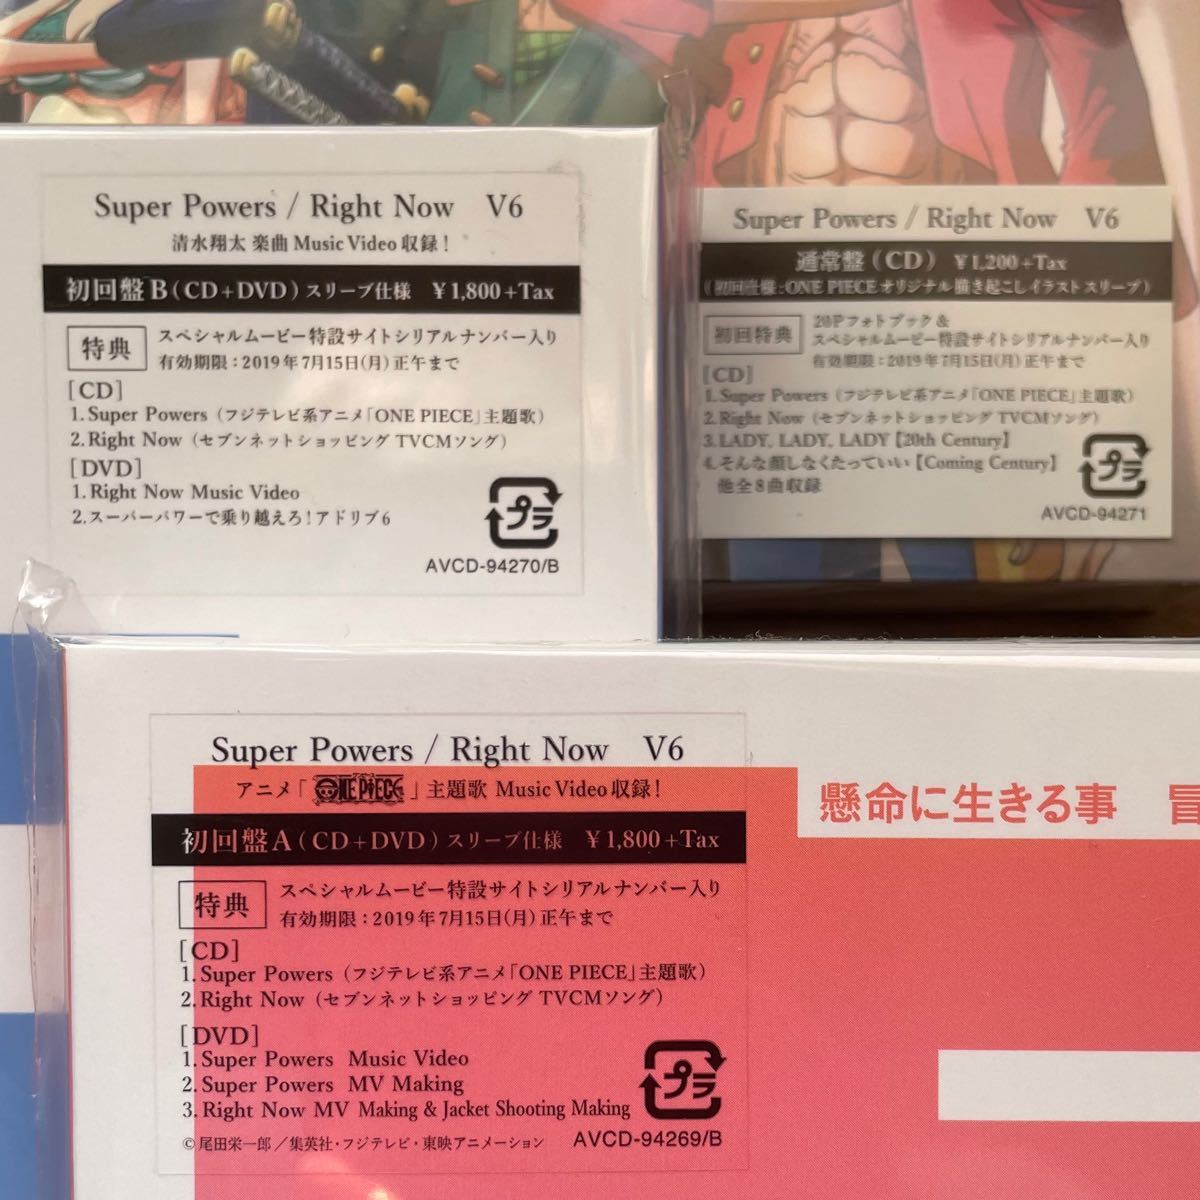 Super Powers / Right Now V6
清水翔太 楽曲 Music Video 収録!
初回盤 B (CD+DVD) スリーブ仕様 ¥1,800+Tax
特典
スペシャルムービー特設サイトシリアルナンバー入り
有効期限:2019年7月15日(月)正午まで
[CD]
1.Super Powers (フジテレビ系アニメ「ONE PIECE」主題歌)
2.Right Now (セブンネットショッピング TVCMソング)
[DVD]
1.Right Now Music Video
2.スーパーパワーで乗り越えろ!アドリブ6
プラ
AVCD-94270/B
Super Powers / Right Now V6
通常盤 (CD) ¥1,200+Tax
(初回仕様:ONE PIECE オリジナル描き起こしイラストスリーブ)
初回特典
20Pフォトブック&
スペシャルムービー特設サイトシリアルナンバー入り
有効期限:2019年7月15日(月)正午まで
[CD]
1.Super Powers (フジテレビ系アニメ「ONE PIECE」主題歌)
2.Right Now (セブンネットショッピング TVCMソング)
3.LADY, LADY, LADY【20th Century】
4.そんな顔しなくたっていい【Coming Century】
他全8曲収録
プラ
AVCD-94271
Super Powers / Right Now V6
アニメ「ONE PIECE」主題歌 Music Video 収録!
初回盤 A (CD+DVD) スリーブ仕様 ¥1,800+Tax
特典
スペシャルムービー特設サイトシリアルナンバー入り
有効期限:2019年7月15日(月)正午まで
[CD]
1.Super Powers (フジテレビ系アニメ「ONE PIECE」主題歌)
2.Right Now (セブンネットショッピング TVCMソング)
[DVD]
1.Super Powers Music Video
2.Super Powers MV Making
3.Right Now MV Making & Jacket Shooting Making
©尾田栄一郎/集英社・フジテレビ・東映アニメーション
プラ
AVCD-94269/B
懸命に生きる事 冒